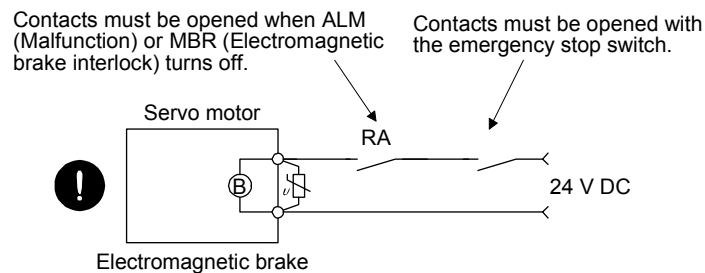 Contacts must be opened when ALM
(Malfunction) or MBR (Electromagnetic
brake interlock) turns off.
Contacts must be opened with
the emergency stop switch.
Servo motor
RA
B
υ
24 V DC
Electromagnetic brake